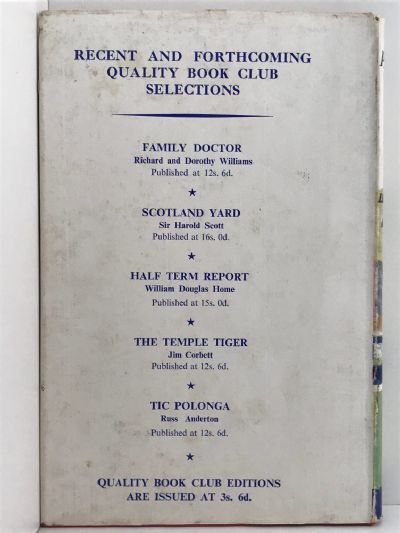 RECENT AND FORTHCOMING
QUALITY BOOK CLUB
SELECTIONS
FAMILY DOCTOR
Richard and Dorothy Williams
Published at 12s. 6d.
★
SCOTLAND YARD
Sir Harold Scott
Published at 16s. 0d.
★
HALF TERM REPORT
William Douglas Home
Published at 15s. 0d.
★
THE TEMPLE TIGER
Jim Corbett
Published at 12s. 6d.
★
TIC POLONGA
Russ Anderton
Published at 12s. 6d.
★
QUALITY BOOK CLUB EDITIONS
ARE ISSUED AT 3s. 6d.